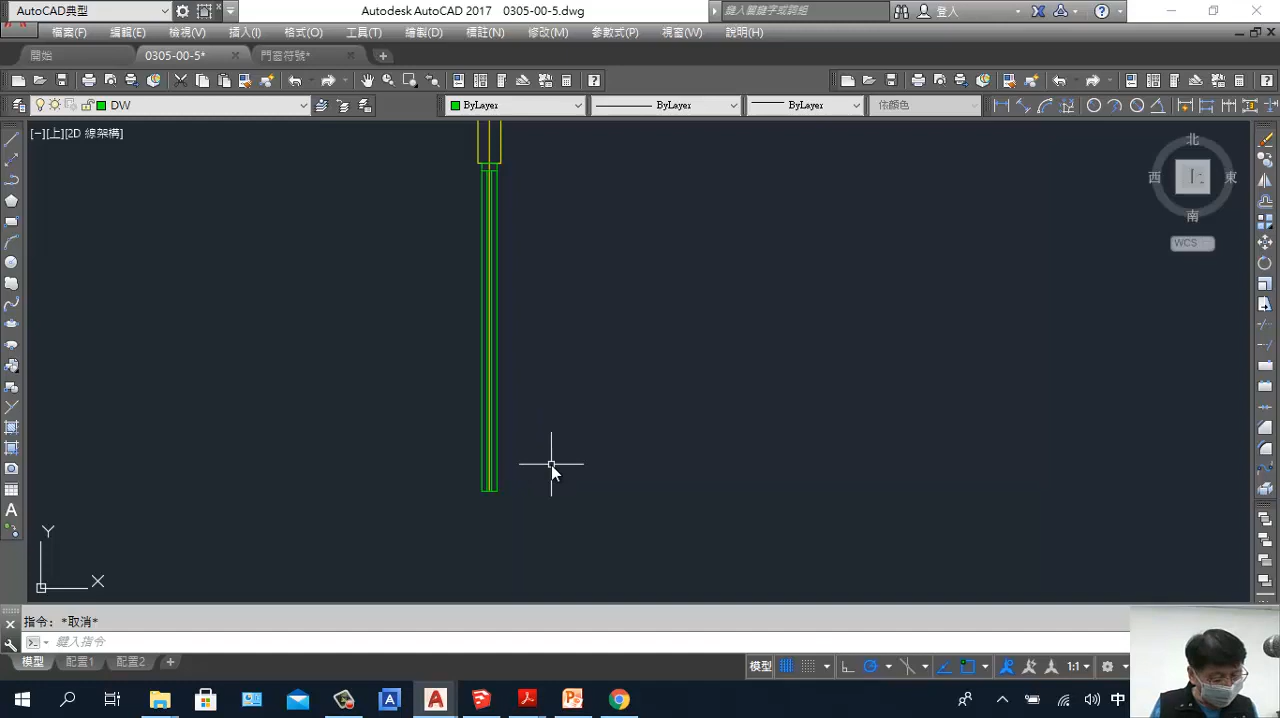 AutoCAD典型 Autodesk AutoCAD 2017 0305-00-5.dwg 鍵入關鍵字或詞組 登入
檔案(F) 編輯(E) 檢視(V) 插入(I) 格式(O) 工具(T) 繪製(D) 標註(N) 修改(M) 參數式(P) 視窗(W) 說明(H)
開始 0305-00-5* 門窗符號*
DW ByLayer ByLayer ByLayer 依顏色
[−][上][2D 線架構]
北
西 上 東
南
WCS
Y
X
指令: *取消*
鍵入指令
模型 配置1 配置2 模型 1:1
中